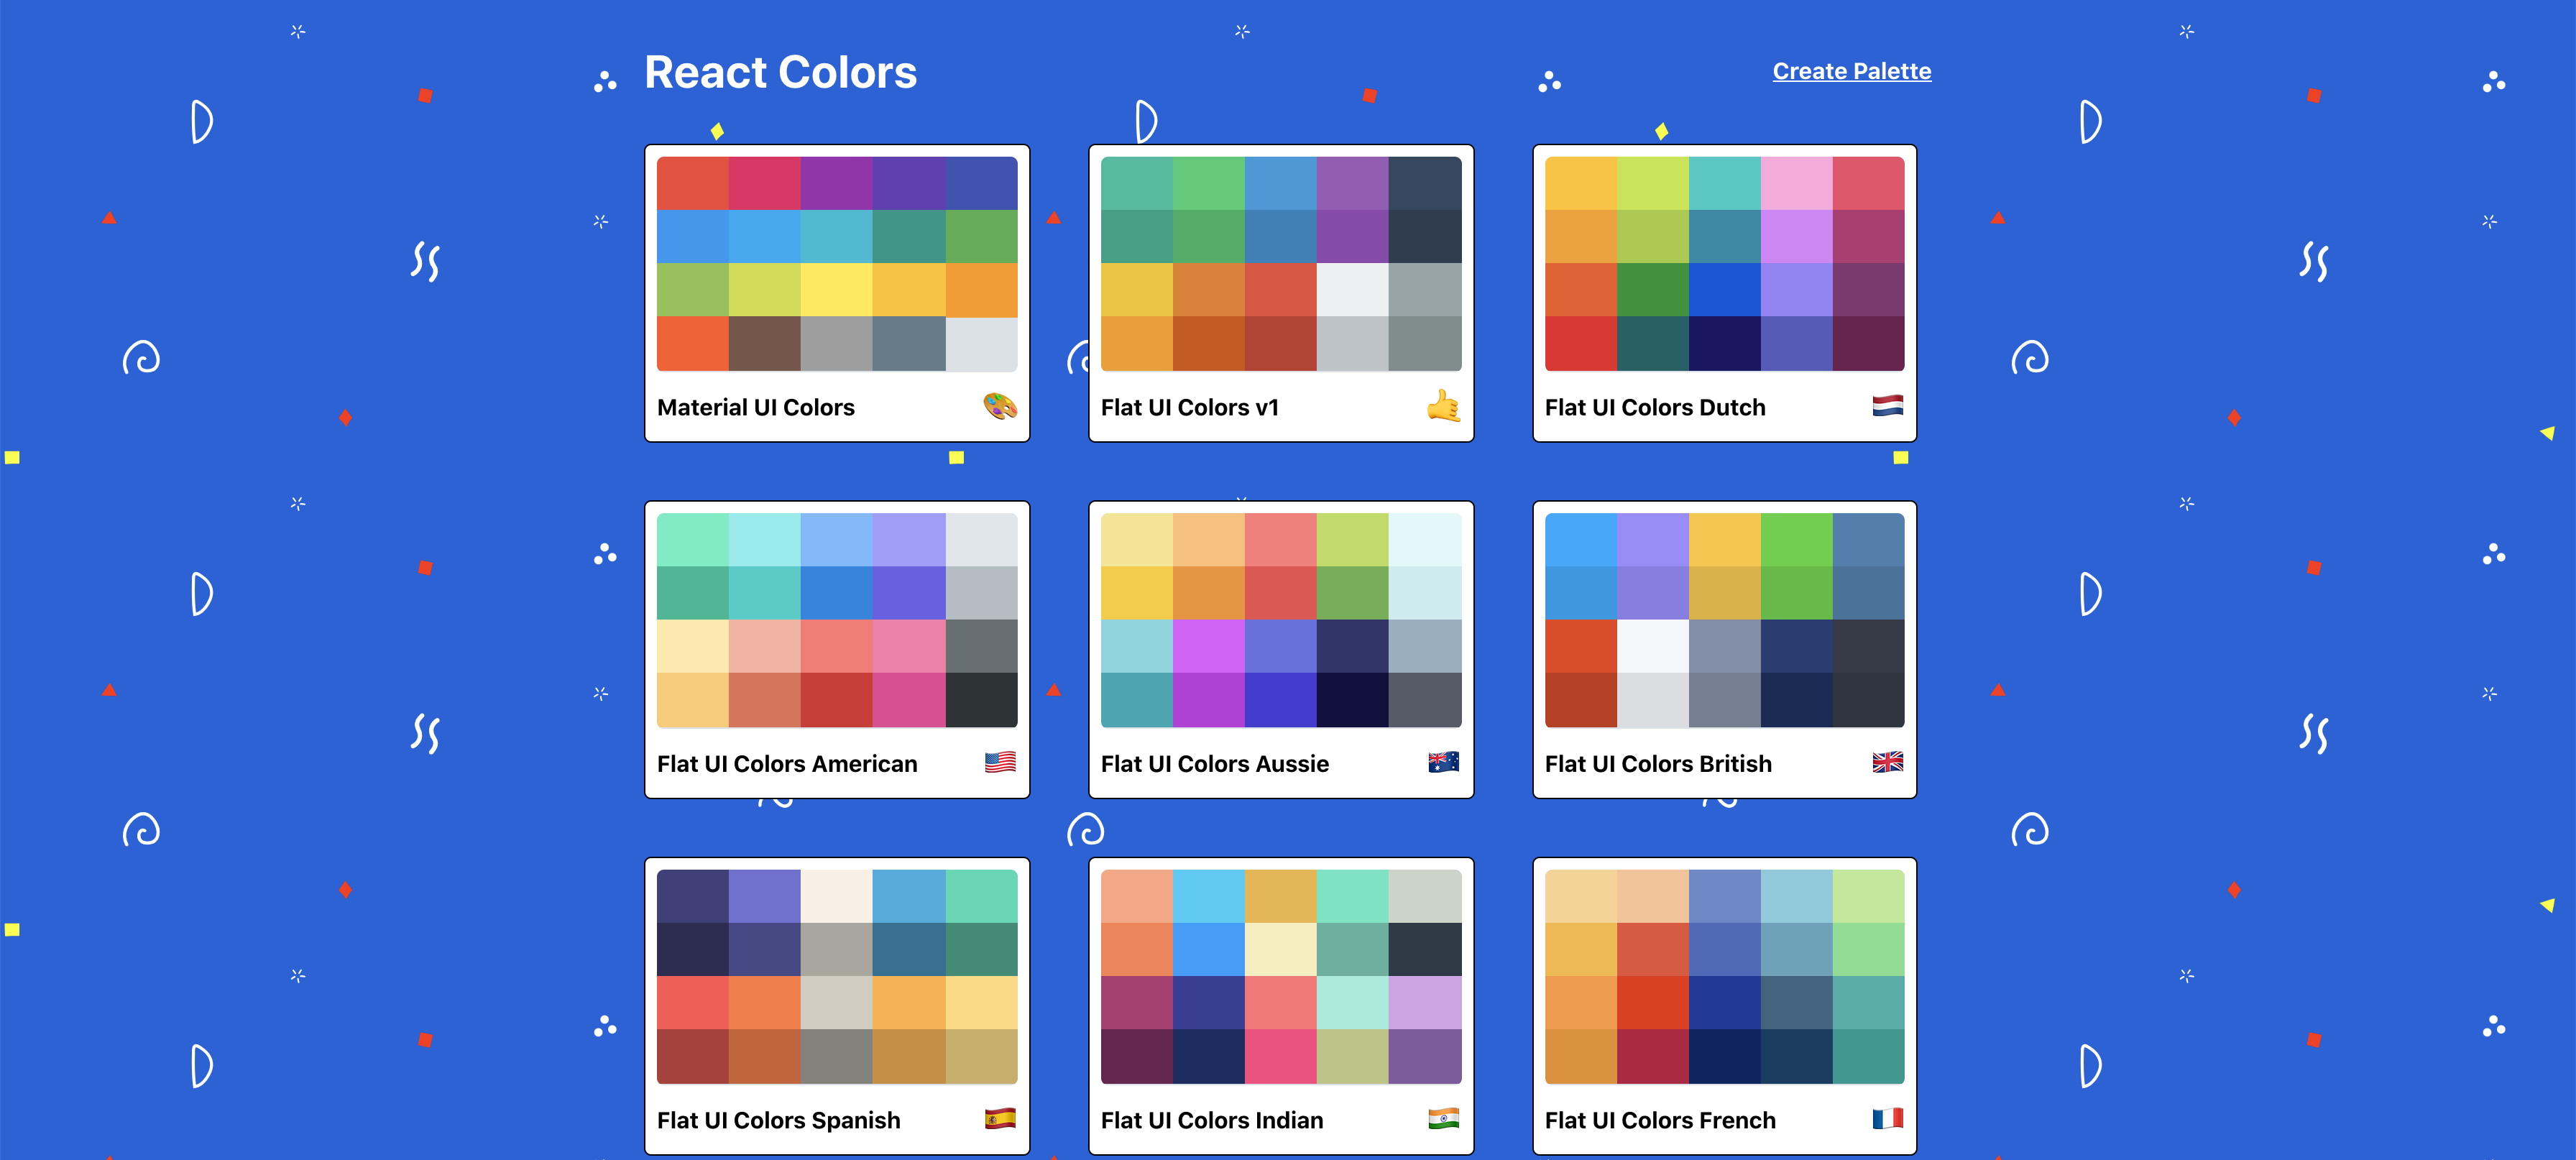 React Colors
Create Palette
Material UI Colors
Flat UI Colors v1
Flat UI Colors Dutch
Flat UI Colors American
Flat UI Colors Aussie
Flat UI Colors British
Flat UI Colors Spanish
Flat UI Colors Indian
Flat UI Colors French